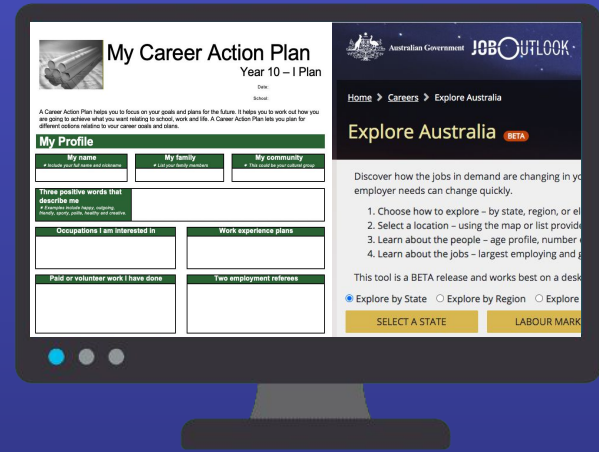 My Career Action Plan
Year 10 – I Plan
Date:
School:
A Career Action Plan helps you to focus on your goals and plans for the future. It helps you to work out how you
are going to achieve what you want relating to school, work and life. A Career Action Plan lets you plan for
different options relating to your career goals and plans.
My Profile
My name
Include your full name and nickname
My family
List your family members
My community
This could be your cultural group
Three positive words that
describe me
Examples include happy, outgoing,
friendly, sporty, polite, healthy and creative.
Occupations I am interested in
Work experience plans
Paid or volunteer work I have done
Two employment referees
Australian Government JOBOUTLOOK
Home > Careers > Explore Australia
Explore Australia BETA
Discover how the jobs in demand are changing in
employer needs can change quickly.
1. Choose how to explore – by state, region, or
2. Select a location – using the map or list
3. Learn about the people – age profile, number
4. Learn about the jobs – largest employing and
This tool is a BETA release and works best on a
Explore by State Explore by Region Explore
SELECT A STATE LABOUR